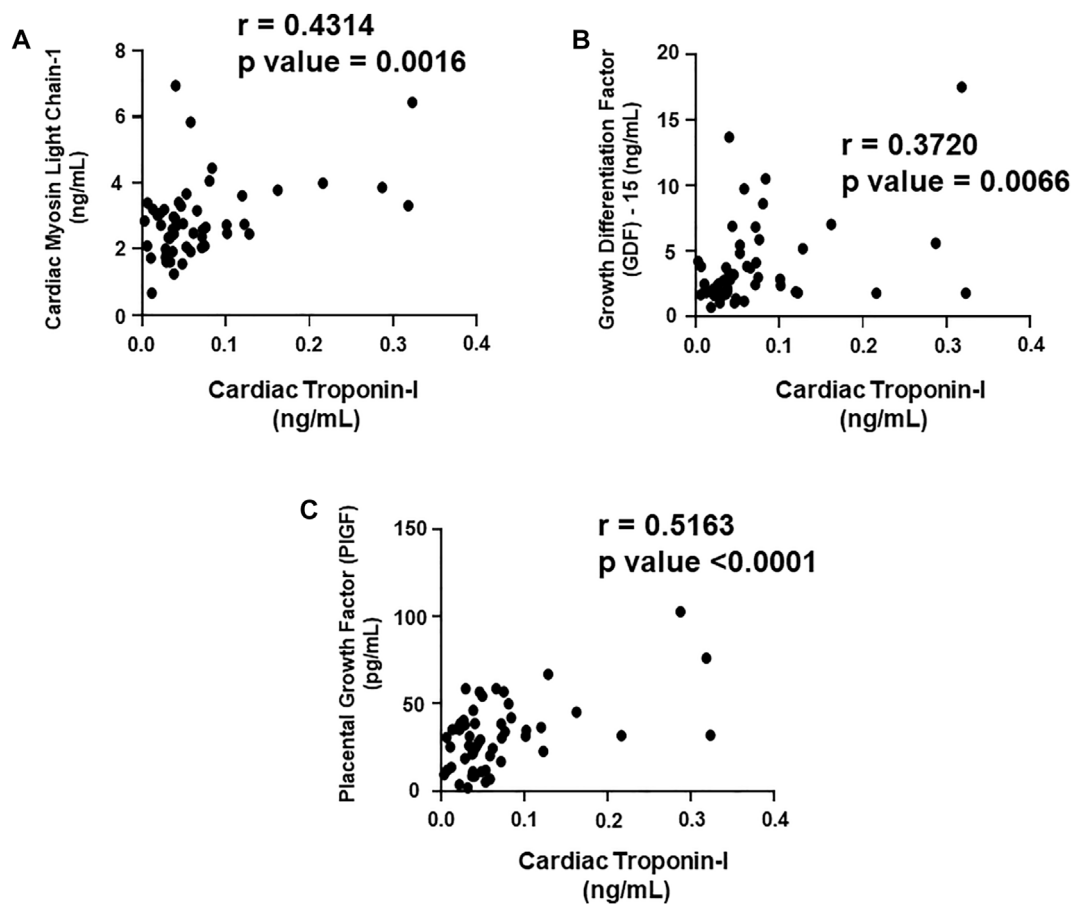 A
r = 0.4314
p value = 0.0016
Cardiac Myosin Light Chain-1
(ng/mL)
8
6
4
2
0
0.0 0.1 0.2 0.3 0.4
Cardiac Troponin-I
(ng/mL)
B
r = 0.3720
p value = 0.0066
Growth Differentiation Factor
(GDF) - 15 (ng/mL)
20
15
10
5
0
0.0 0.1 0.2 0.3 0.4
Cardiac Troponin-I
(ng/mL)
C
r = 0.5163
p value <0.0001
Placental Growth Factor (PIGF)
(pg/mL)
150
100
50
0
0.0 0.1 0.2 0.3 0.4
Cardiac Troponin-I
(ng/mL)